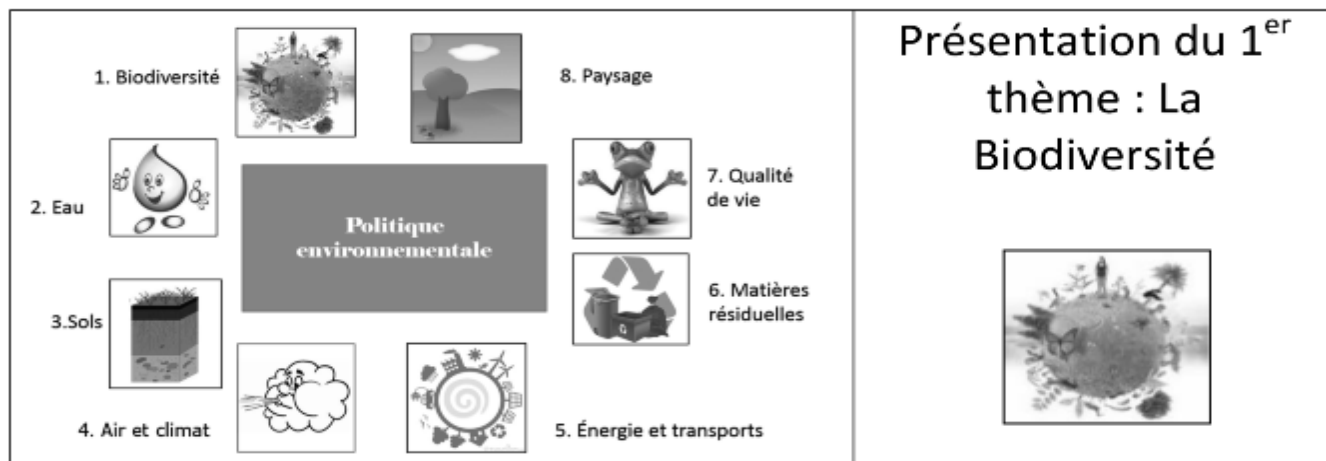 1. Biodiversité
8. Paysage
2. Eau
7. Qualité
de vie
Politique
environnementale
3.Sols
6. Matières
résiduelles
4. Air et climat
5. Énergie et transports
Présentation du 1er
thème : La
Biodiversité